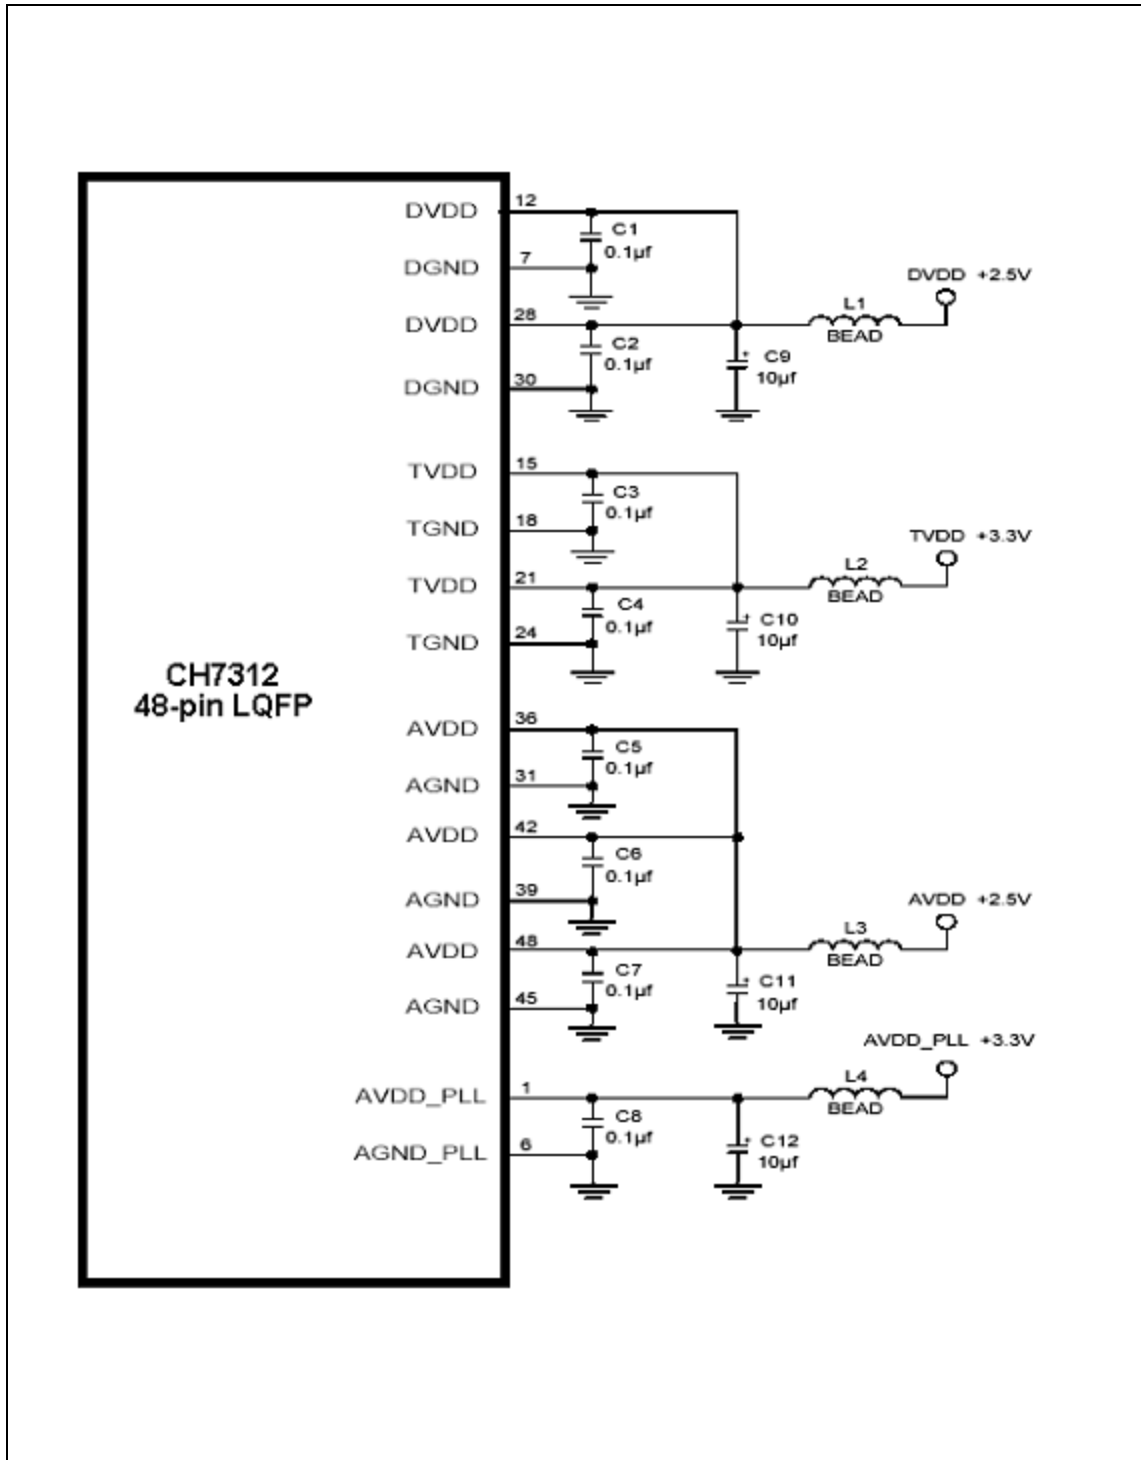 DVDD 12
C1
0.1µf
DGND 7
DVDD +2.5V
DVDD 28
L1
BEAD
C2
0.1µf
C9
10µf
DGND 30
TVDD 15
C3
0.1µf
TGND 18
TVDD +3.3V
TVDD 21
L2
BEAD
C4
0.1µf
C10
10µf
TGND 24
CH7312
48-pin LQFP
AVDD 36
C5
0.1µf
AGND 31
AVDD 42
C6
0.1µf
AGND 39
AVDD +2.5V
AVDD 48
L3
BEAD
C7
0.1µf
C11
10µf
AGND 45
AVDD_PLL +3.3V
AVDD_PLL 1
L4
BEAD
C8
0.1µf
C12
10µf
AGND_PLL 6